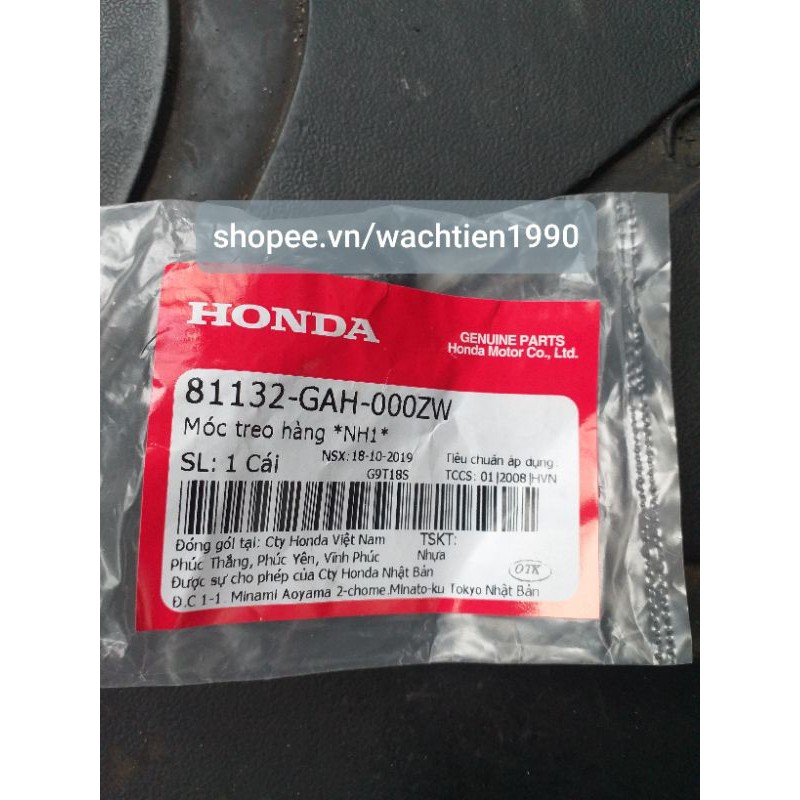 shopee.vn/wachtien1990
HONDA
GENUINE PARTS
Honda Motor Co., Ltd.
81132-GAH-000ZW
Móc treo hàng *NH1*
SL: 1 Cái
NSX: 18-10-2019
Tiêu chuẩn áp dụng:
G9T18S
TCCS: 01|2008|HVN
Đóng gói tại: Cty Honda Việt Nam
TSKT:
Phúc Thắng, Phúc Yên, Vĩnh Phúc
Nhựa
Được sự cho phép của Cty Honda Nhật Bản
OTK
Đ.C 1-1 Minami Aoyama 2-chome.Minato-ku Tokyo Nhật Bản